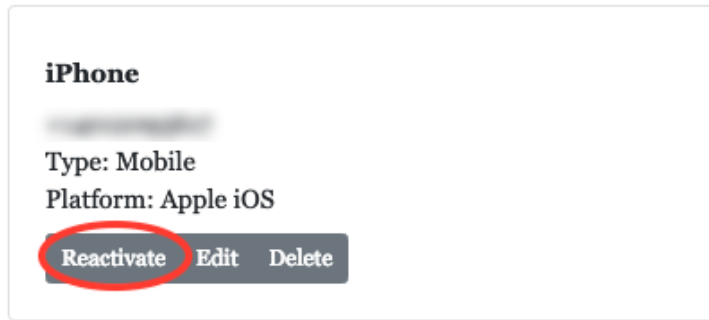 iPhone
Type: Mobile
Platform: Apple iOS
Reactivate Edit Delete